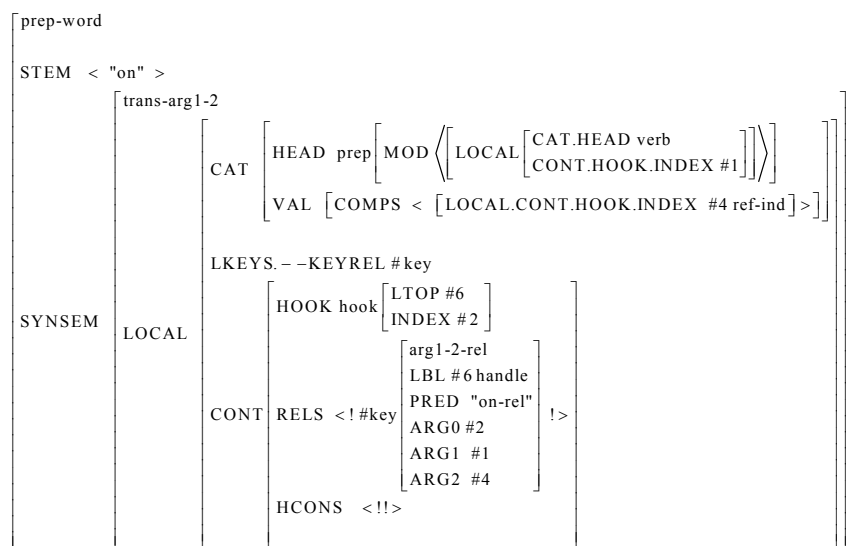 prep-word
STEM < "on" >
trans-arg1-2
HEAD prep MOD LOCAL CAT.HEAD verb
CONT.HOOK.INDEX #1
CAT
VAL [COMPS < [LOCAL.CONT.HOOK.INDEX #4 ref-ind] >]
LKEYS. – –KEYREL #key
HOOK hook LTOP #6
INDEX #2
SYNSEM LOCAL
arg1-2-rel
LBL #6 handle
PRED "on-rel"
CONT RELS <! #key ARG0 #2 !>
ARG1 #1
ARG2 #4
HCONS <!!>